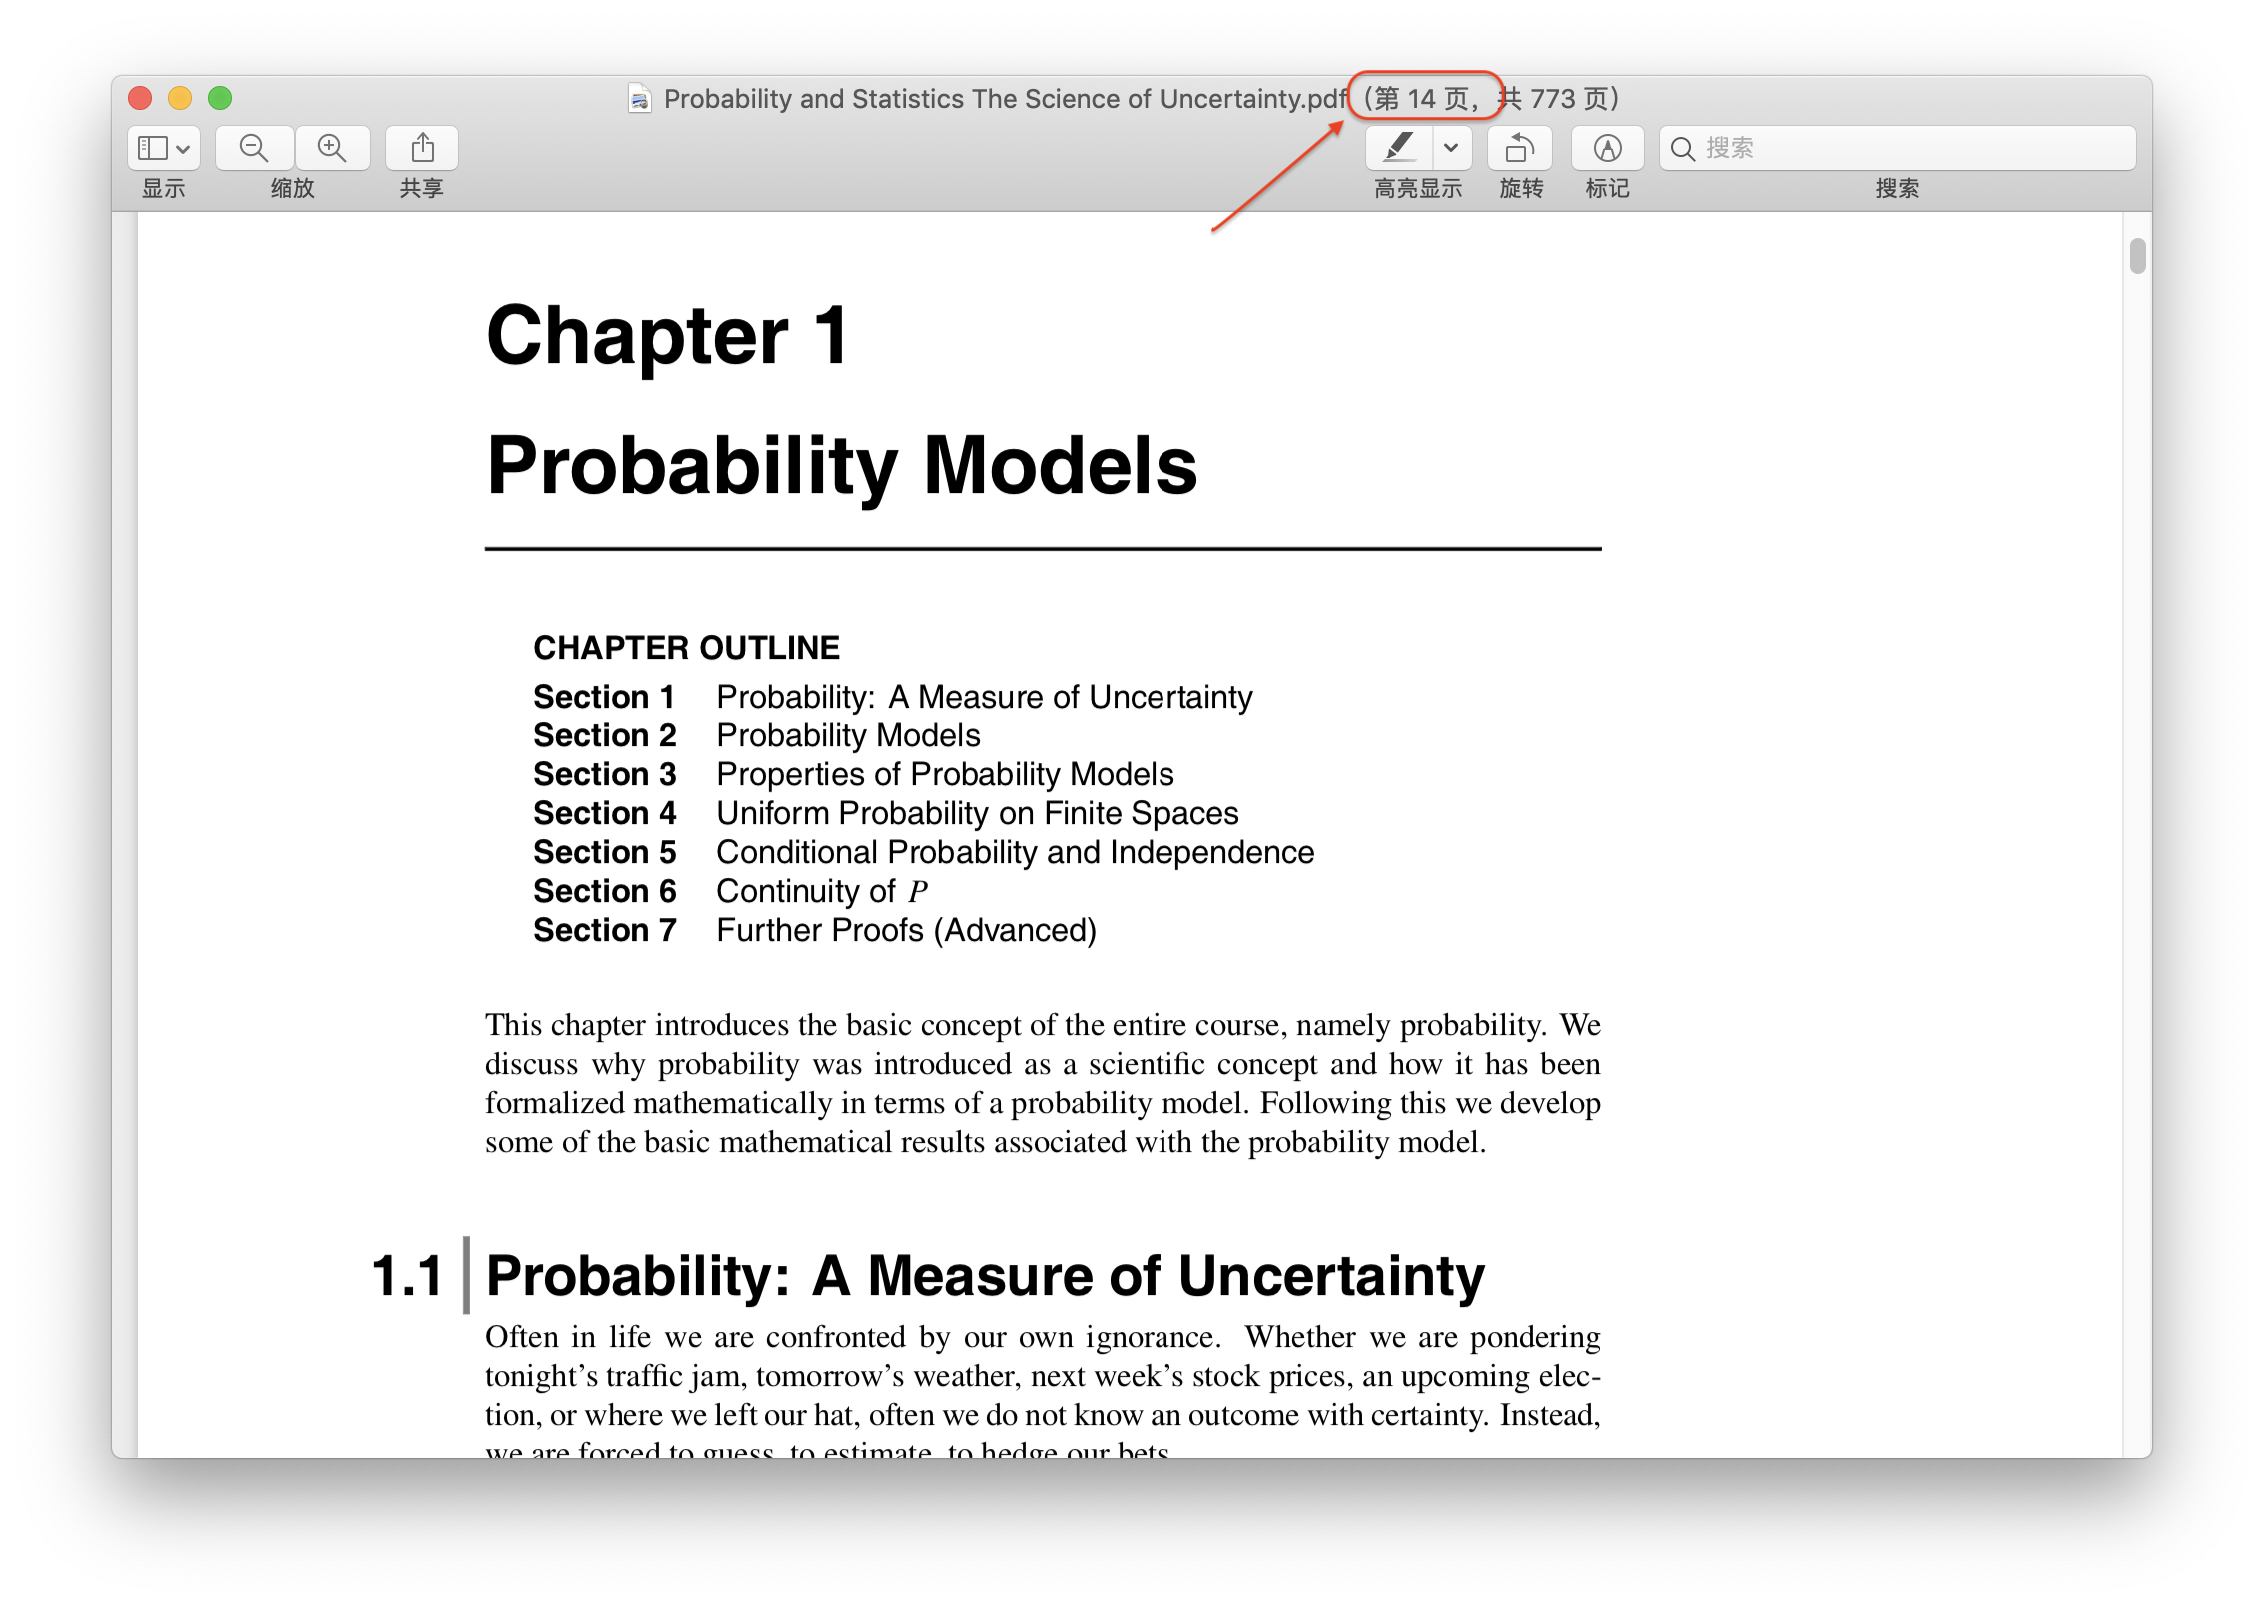 Probability and Statistics The Science of Uncertainty.pdf（第 14 页，共 773 页）
搜索
显示 缩放 共享 高亮显示 旋转 标记 搜索
Chapter 1
Probability Models
CHAPTER OUTLINE
Section 1 Probability: A Measure of Uncertainty
Section 2 Probability Models
Section 3 Properties of Probability Models
Section 4 Uniform Probability on Finite Spaces
Section 5 Conditional Probability and Independence
Section 6 Continuity of P
Section 7 Further Proofs (Advanced)
This chapter introduces the basic concept of the entire course, namely probability. We
discuss why probability was introduced as a scientific concept and how it has been
formalized mathematically in terms of a probability model. Following this we develop
some of the basic mathematical results associated with the probability model.
1.1 Probability: A Measure of Uncertainty
Often in life we are confronted by our own ignorance. Whether we are pondering
tonight’s traffic jam, tomorrow’s weather, next week’s stock prices, an upcoming elec-
tion, or where we left our hat, often we do not know an outcome with certainty. Instead,
we are forced to guess, to estimate, to hedge our bets.